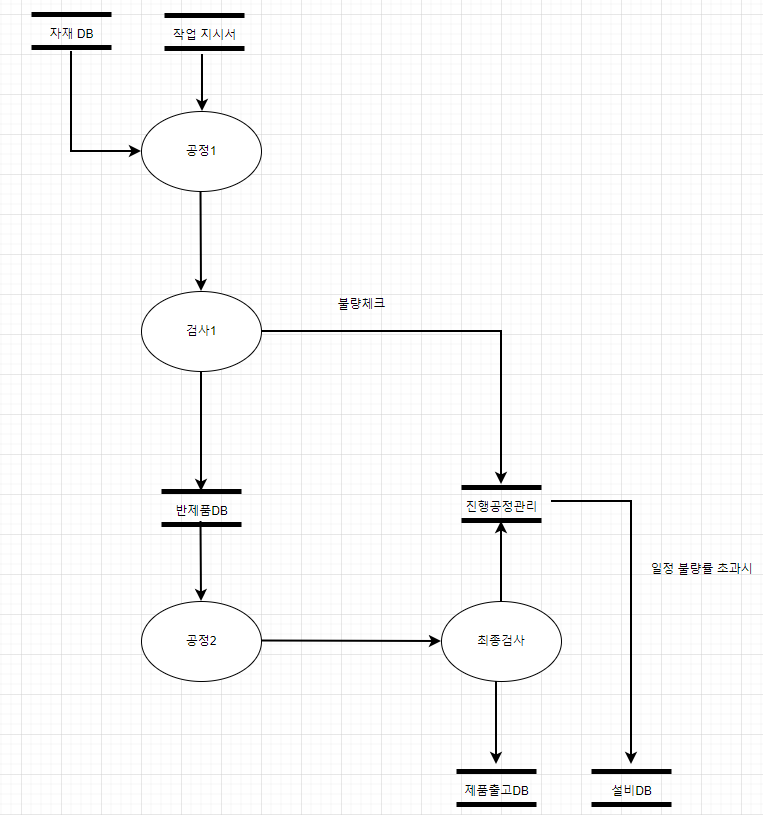 자재 DB
작업 지시서
공정1
불량체크
검사1
진행공정관리
반제품DB
일정 불량률 초과시
공정2
최종검사
제품출고DB
설비DB